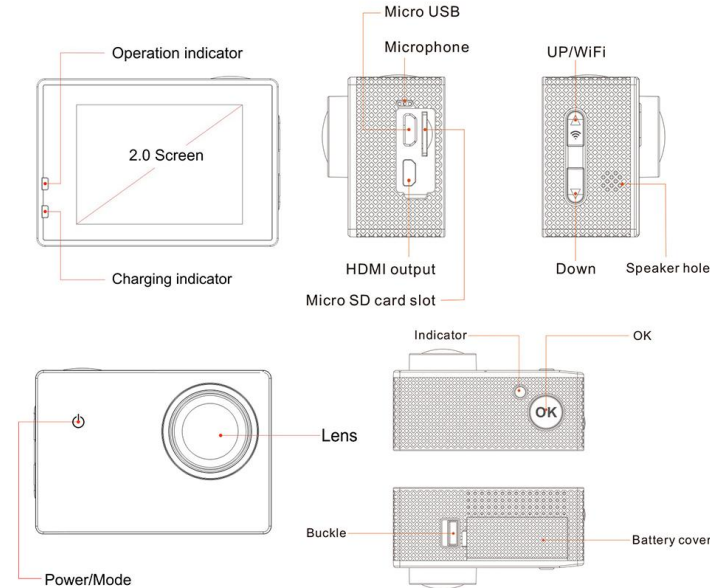 Micro USB
Operation indicator
Microphone
UP/WiFi
2.0 Screen
Charging indicator
HDMI output
Down
Speaker hole
Micro SD card slot
Indicator
OK
OK
Lens
Buckle
Battery cover
Power/Mode